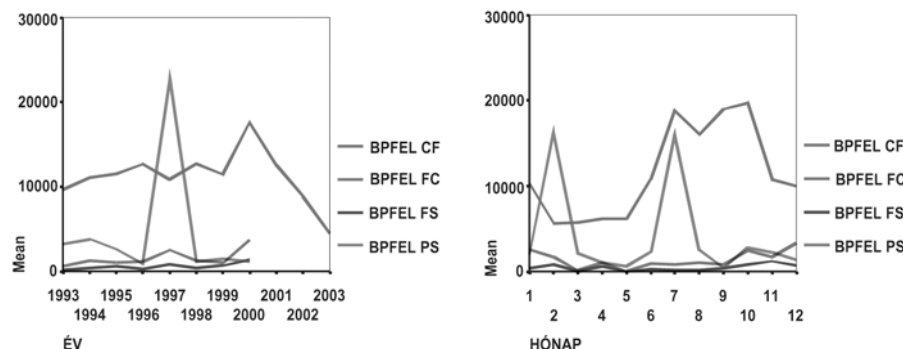 30000
20000
10000
0
Mean
1993 1995 1997 1999 2001 2003
1994 1996 1998 2000 2002
ÉV
BPFEL CF
BPFEL FC
BPFEL FS
BPFEL PS
30000
20000
10000
0
Mean
1 3 5 7 9 11
2 4 6 8 10 12
HÓNAP
BPFEL CF
BPFEL FC
BPFEL FS
BPFEL PS